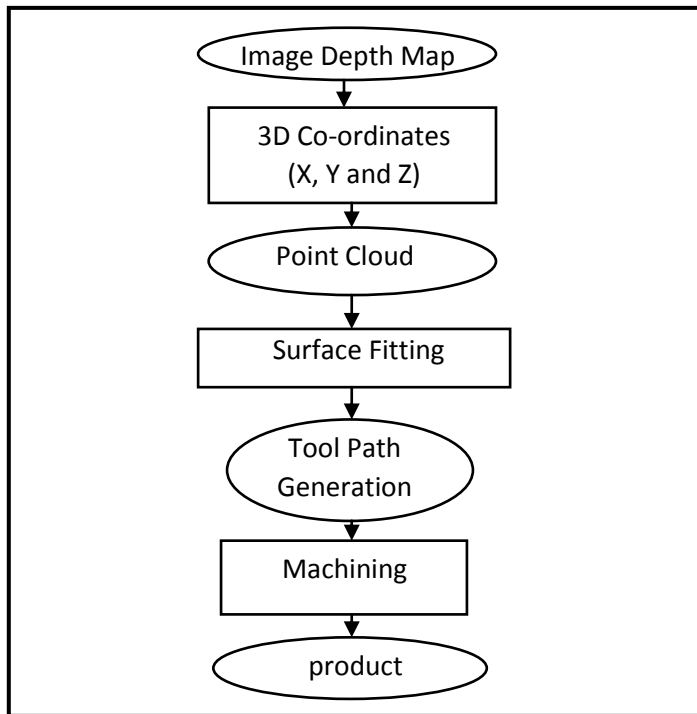 Image Depth Map
3D Co-ordinates
(X, Y and Z)
Point Cloud
Surface Fitting
Tool Path
Generation
Machining
product